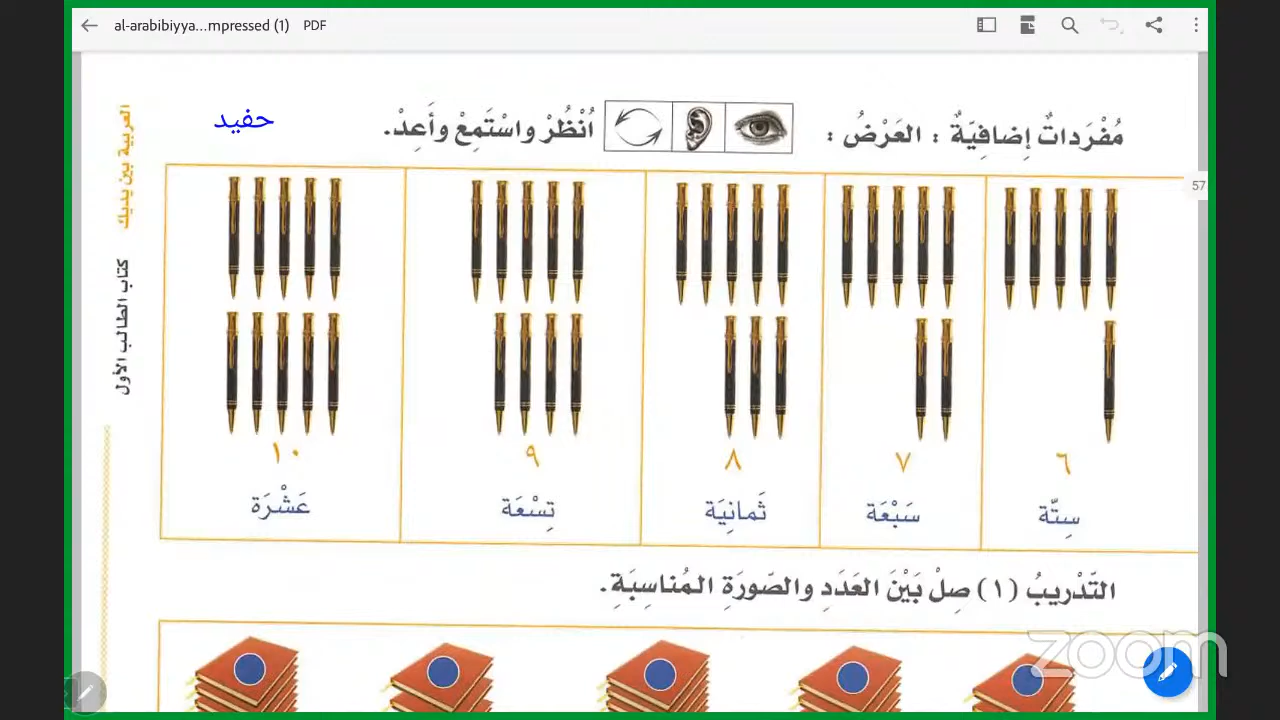 al-arabibiyya...mpressed (1) PDF
مُفْرَداتٌ إضافِيَّةٌ : العَرْضُ : اُنْظُرْ واسْتَمِعْ وأَعِدْ.
حفيد
العربية بين يديك
كتاب الطالب الأول
57
٦ ٧ ٨ ٩ ١٠
سِتّة سَبْعَة ثَمانِيَة تِسْعَة عَشْرَة
التّدْرِيبُ (١) صِلْ بَيْنَ العَدَدِ والصّورَةِ المُناسِبَةِ.
zoom